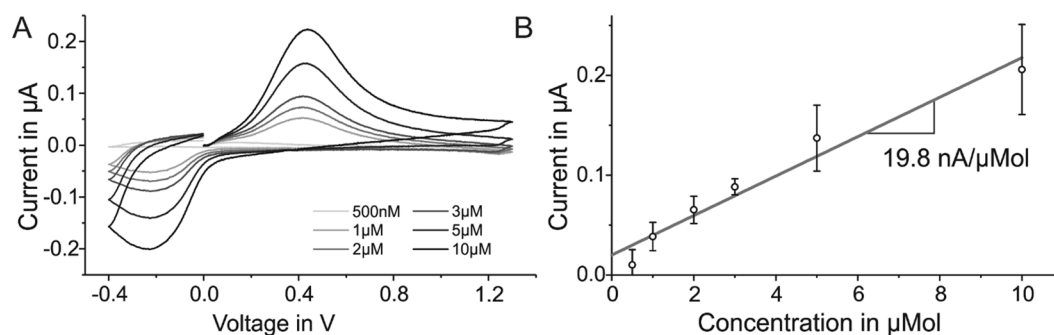 A
Current in µA
0.2
0.1
0.0
-0.1
-0.2
500nM
1µM
2µM
3µM
5µM
10µM
-0.4
0.0
0.4
0.8
1.2
Voltage in V
B
Current in µA
0.2
0.1
0.0
19.8 nA/µMol
0
2
4
6
8
10
Concentration in µMol